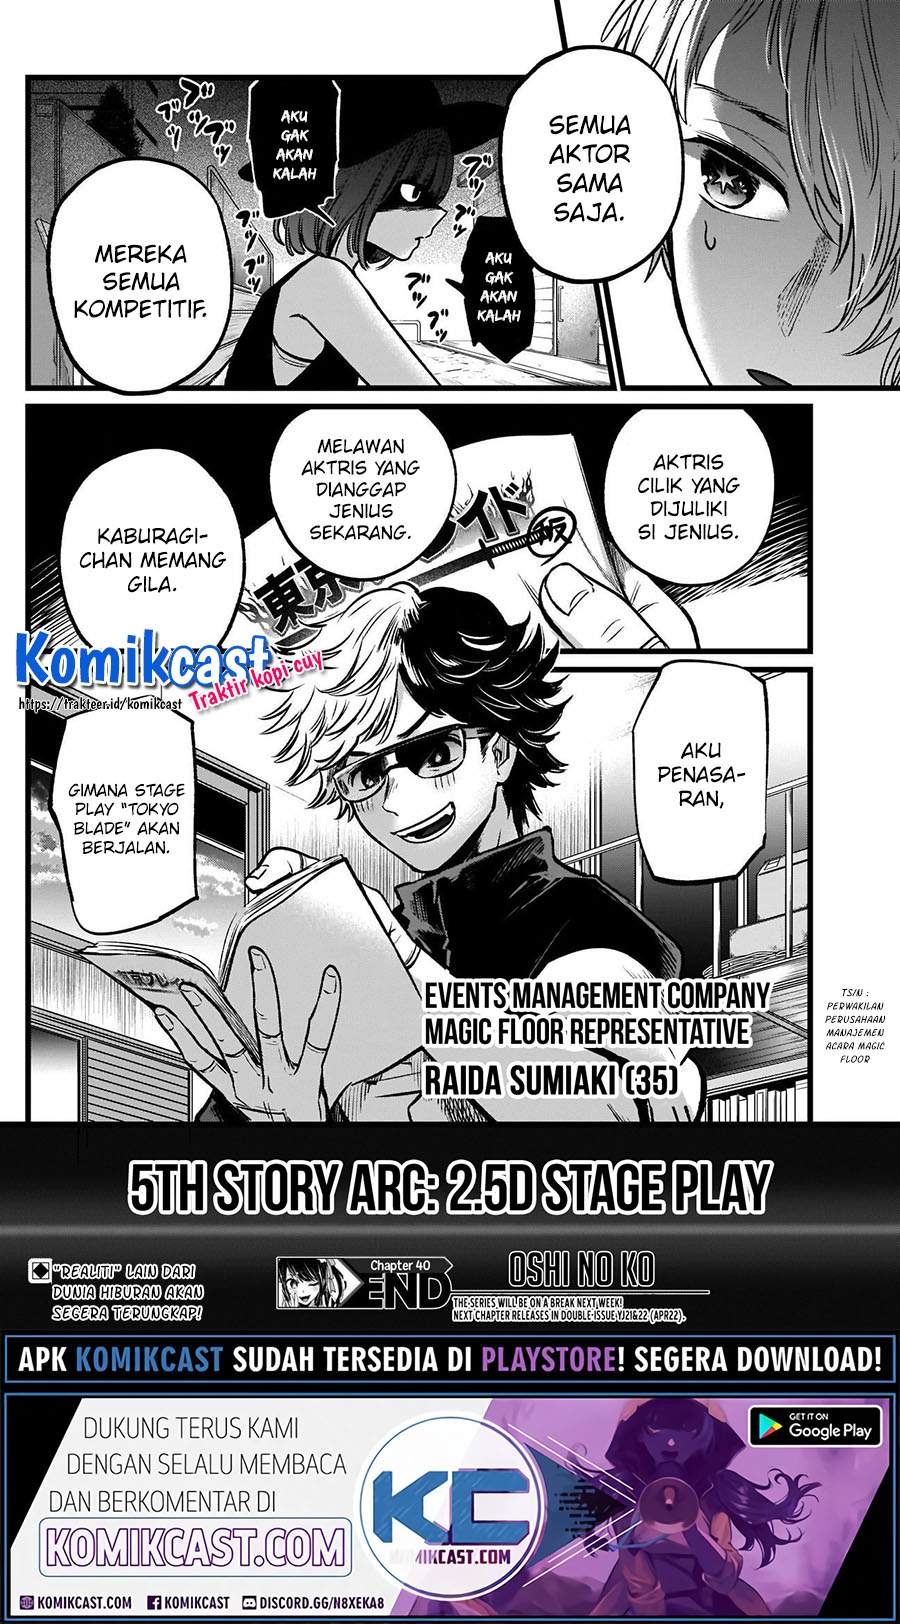 SEMUA
AKTOR
SAMA
SAJA.
AKU
GAK
AKAN
KALAH
AKU
GAK
AKAN
KALAH
MEREKA
SEMUA
KOMPETITIF.
AKTRIS
CILIK YANG
DIJULUKI
SI JENIUS.
MELAWAN
AKTRIS YANG
DIANGGAP
JENIUS
SEKARANG.
KABURAGI-
CHAN MEMANG
GILA.
Komikcast
Traktir kopi cuy
https://trakteer.id/komikcast
AKU
PENASA-
RAN,
GIMANA STAGE
PLAY "TOKYO
BLADE" AKAN
BERJALAN.
EVENTS MANAGEMENT COMPANY
MAGIC FLOOR REPRESENTATIVE
RAIDA SUMIAKI (35)
TS/N :
PERWAKILAN
PERUSAHAAN
MANAJEMEN
ACARA MAGIC
FLOOR
5TH STORY ARC: 2.5D STAGE PLAY
"REALITI" LAIN DARI
DUNIA HIBURAN AKAN
SEGERA TERUNGKAP!
Chapter 40
END
OSHI NO KO
THE SERIES WILL BE ON A BREAK NEXT WEEK!
NEXT CHAPTER RELEASES IN DOUBLE-ISSUE YJ21&22 (APR22).
APK KOMIKCAST SUDAH TERSEDIA DI PLAYSTORE! SEGERA DOWNLOAD!
DUKUNG TERUS KAMI
DENGAN SELALU MEMBACA
DAN BERKOMENTAR DI
KOMIKCAST.COM
KC
KOMIKCAST.COM
GET IT ON
Google Play
KOMIKCAST.COM
KOMIKCAST
DISCORD.GG/N8XEKA8